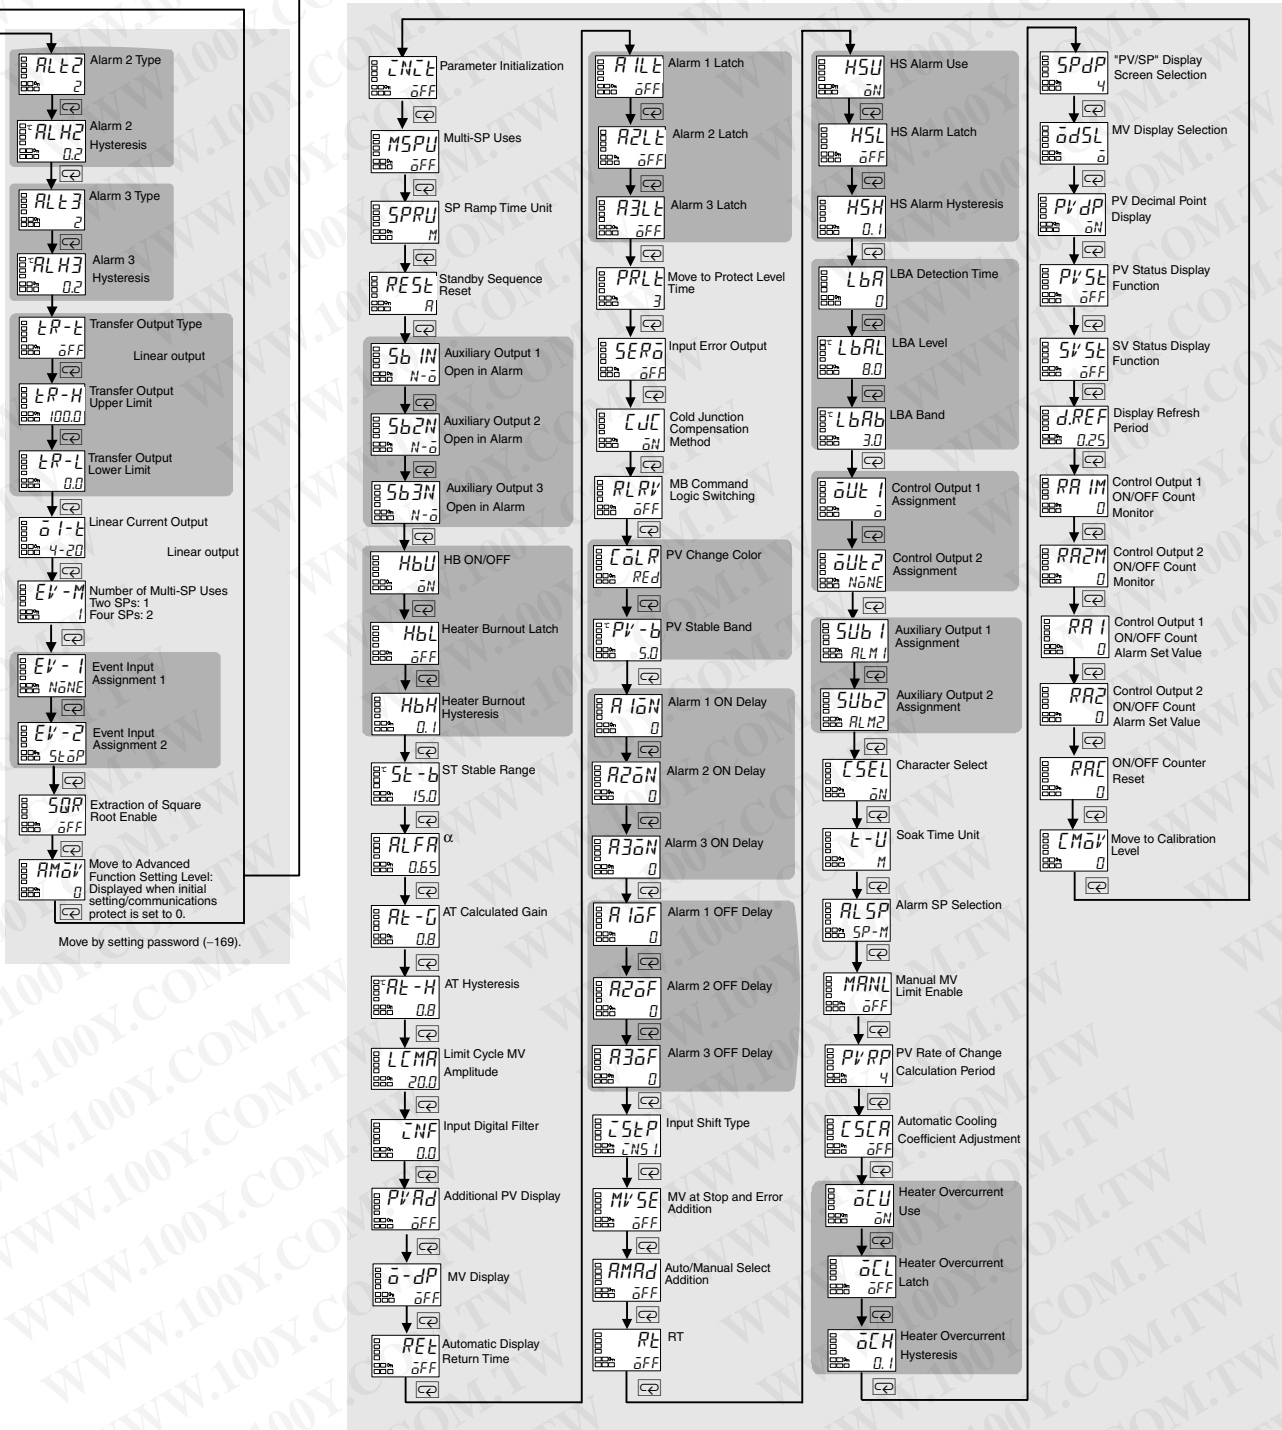 ALt2
2
Alarm 2 Type
ALH2
0.2
Alarm 2
Hysteresis
ALt3
2
Alarm 3 Type
ALH3
0.2
Alarm 3
Hysteresis
tR-t
oFF
Transfer Output Type
Linear output
tR-H
100.0
Transfer Output
Upper Limit
tR-L
0.0
Transfer Output
Lower Limit
o1-t
4-20
Linear Current Output
Linear output
EV-M
1
Number of Multi-SP Uses
Two SPs: 1
Four SPs: 2
EV-1
NoNE
Event Input
Assignment 1
EV-2
StoP
Event Input
Assignment 2
SQR
oFF
Extraction of Square
Root Enable
AMoV
0
Move to Advanced
Function Setting Level:
Displayed when initial
setting/communications
protect is set to 0.
Move by setting password (−169).
iNit
oFF
Parameter Initialization
MSPU
oFF
Multi-SP Uses
SPRU
M
SP Ramp Time Unit
RESt
A
Standby Sequence
Reset
Sb1N
N-o
Auxiliary Output 1
Open in Alarm
Sb2N
N-o
Auxiliary Output 2
Open in Alarm
Sb3N
N-o
Auxiliary Output 3
Open in Alarm
HbU
oN
HB ON/OFF
HbL
oFF
Heater Burnout Latch
HbH
0.1
Heater Burnout
Hysteresis
St-b
15.0
ST Stable Range
ALFA
0.65
α
At-G
0.8
AT Calculated Gain
At-H
0.8
AT Hysteresis
LCMA
20.0
Limit Cycle MV
Amplitude
iNF
0.0
Input Digital Filter
PVAd
oFF
Additional PV Display
o-dP
oFF
MV Display
REt
oFF
Automatic Display
Return Time
A1Lt
oFF
Alarm 1 Latch
A2Lt
oFF
Alarm 2 Latch
A3Lt
oFF
Alarm 3 Latch
PRLt
3
Move to Protect Level
Time
SERo
oFF
Input Error Output
CJC
oN
Cold Junction
Compensation
Method
RLRV
oFF
MB Command
Logic Switching
CoLR
REd
PV Change Color
PV-b
5.0
PV Stable Band
A1oN
0
Alarm 1 ON Delay
A2oN
0
Alarm 2 ON Delay
A3oN
0
Alarm 3 ON Delay
A1oF
0
Alarm 1 OFF Delay
A2oF
0
Alarm 2 OFF Delay
A3oF
0
Alarm 3 OFF Delay
iStP
iNS1
Input Shift Type
MVSE
oFF
MV at Stop and Error
Addition
AMAd
oFF
Auto/Manual Select
Addition
Rt
oFF
RT
HSU
oN
HS Alarm Use
HSL
oFF
HS Alarm Latch
HSH
0.1
HS Alarm Hysteresis
LbA
0
LBA Detection Time
LbAL
8.0
LBA Level
LbAb
3.0
LBA Band
oUt1
o
Control Output 1
Assignment
oUt2
NoNE
Control Output 2
Assignment
SUb1
ALM1
Auxiliary Output 1
Assignment
SUb2
ALM2
Auxiliary Output 2
Assignment
CSEL
oN
Character Select
t-U
M
Soak Time Unit
ALSP
SP-M
Alarm SP Selection
MANL
oFF
Manual MV
Limit Enable
PVRP
4
PV Rate of Change
Calculation Period
CSCA
oFF
Automatic Cooling
Coefficient Adjustment
oCU
oN
Heater Overcurrent
Use
oCL
oFF
Heater Overcurrent
Latch
oCH
0.1
Heater Overcurrent
Hysteresis
SPdP
4
"PV/SP" Display
Screen Selection
odSL
o
MV Display Selection
PVdP
oN
PV Decimal Point
Display
PVSt
oFF
PV Status Display
Function
SVSt
oFF
SV Status Display
Function
d.REF
0.25
Display Refresh
Period
RA1M
0
Control Output 1
ON/OFF Count
Monitor
RA2M
0
Control Output 2
ON/OFF Count
Monitor
RA1
0
Control Output 1
ON/OFF Count
Alarm Set Value
RA2
0
Control Output 2
ON/OFF Count
Alarm Set Value
RAC
0
ON/OFF Counter
Reset
CMoV
0
Move to Calibration
Level
WWW.100Y.COM.TW